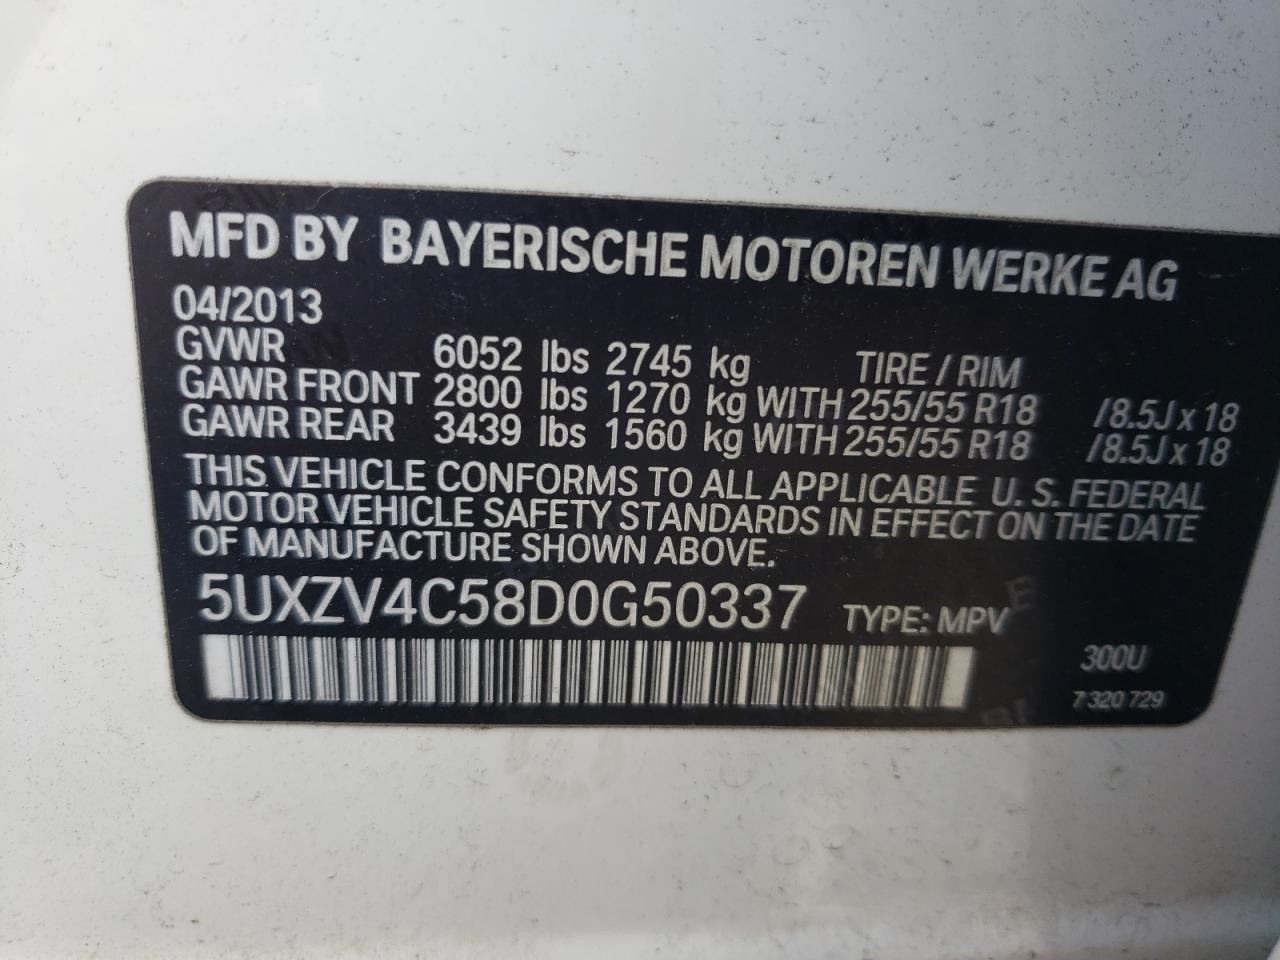 MFD BY BAYERISCHE MOTOREN WERKE AG
04/2013
GVWR 6052 lbs 2745 kg TIRE / RIM
GAWR FRONT 2800 lbs 1270 kg WITH 255/55 R18 /8.5J x 18
GAWR REAR 3439 lbs 1560 kg WITH 255/55 R18 /8.5J x 18
THIS VEHICLE CONFORMS TO ALL APPLICABLE U. S. FEDERAL
MOTOR VEHICLE SAFETY STANDARDS IN EFFECT ON THE DATE
OF MANUFACTURE SHOWN ABOVE.
5UXZV4C58D0G50337 TYPE: MPV
300U
7 320 729